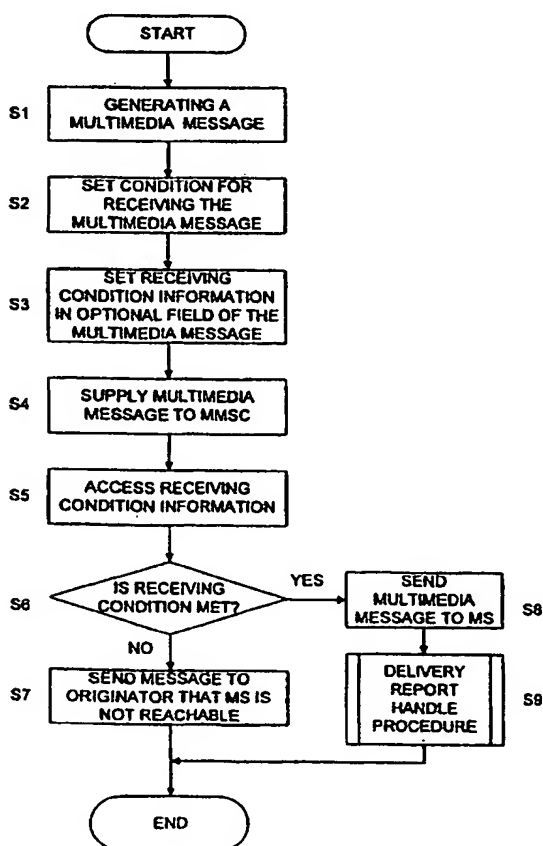 START
S1
GENERATING A
MULTIMEDIA MESSAGE
S2
SET CONDITION FOR
RECEIVING THE
MULTIMEDIA MESSAGE
S3
SET RECEIVING
CONDITION INFORMATION
IN OPTIONAL FIELD OF THE
MULTIMEDIA MESSAGE
S4
SUPPLY MULTIMEDIA
MESSAGE TO MMSC
S5
ACCESS RECEIVING
CONDITION INFORMATION
S6
IS RECEIVING
CONDITION MET?
YES
NO
SEND
MULTIMEDIA
MESSAGE TO MS
S8
S7
SEND MESSAGE TO
ORIGINATOR THAT MS IS
NOT REACHABLE
DELIVERY
REPORT
HANDLE
PROCEDURE
S9
END